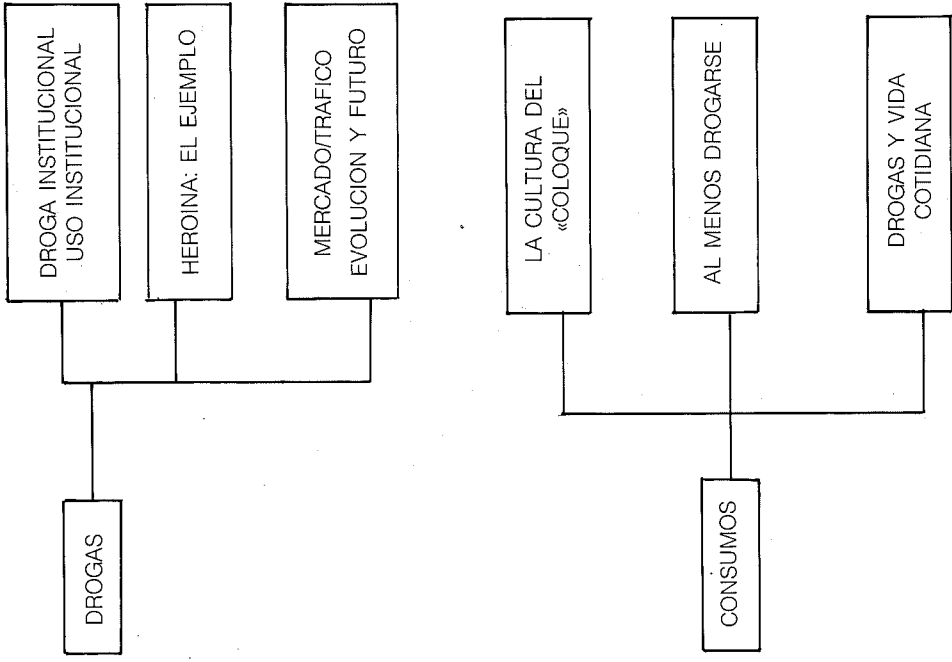 DROGAS
DROGA INSTITUCIONAL
USO INSTITUCIONAL
HEROINA: EL EJEMPLO
MERCADO/TRAFICO
EVOLUCION Y FUTURO
CONSUMOS
LA CULTURA DEL
«COLOQUE»
AL MENOS DROGARSE
DROGAS Y VIDA
COTIDIANA